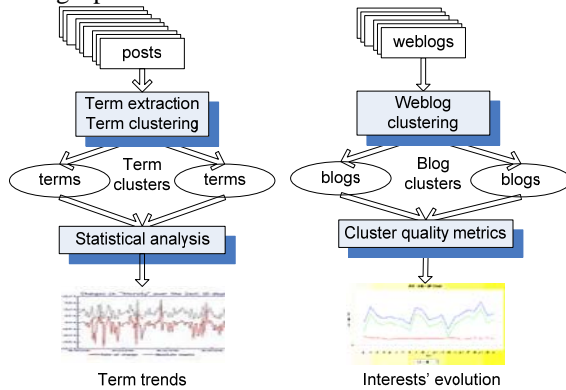 posts
Term extraction
Term clustering
terms
Term
clusters
terms
Statistical analysis
Term trends
weblogs
Weblog
clustering
blogs
Blog
clusters
blogs
Cluster quality metrics
Interests' evolution